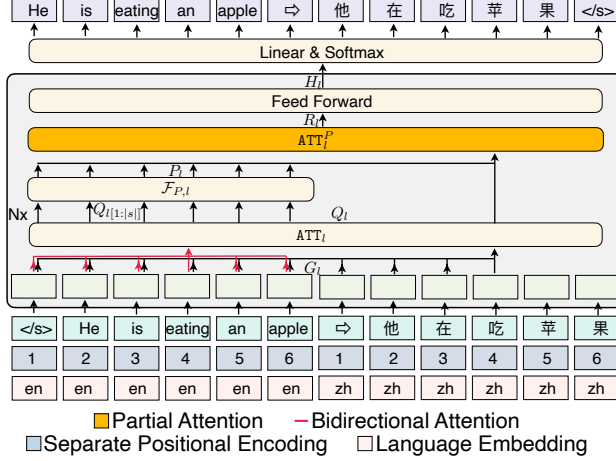 He is eating an apple ⇨ 他 在 吃 苹 果 </s>
Linear & Softmax
H_l
Feed Forward
R_l
ATT_l^P
P_l
F_{P,l}
Nx Q_{l[1:|s|]} Q_l
ATT_l
G_l
</s> He is eating an apple ⇨ 他 在 吃 苹 果
1 2 3 4 5 6 1 2 3 4 5 6
en en en en en en zh zh zh zh zh zh
Partial Attention Bidirectional Attention
Separate Positional Encoding Language Embedding